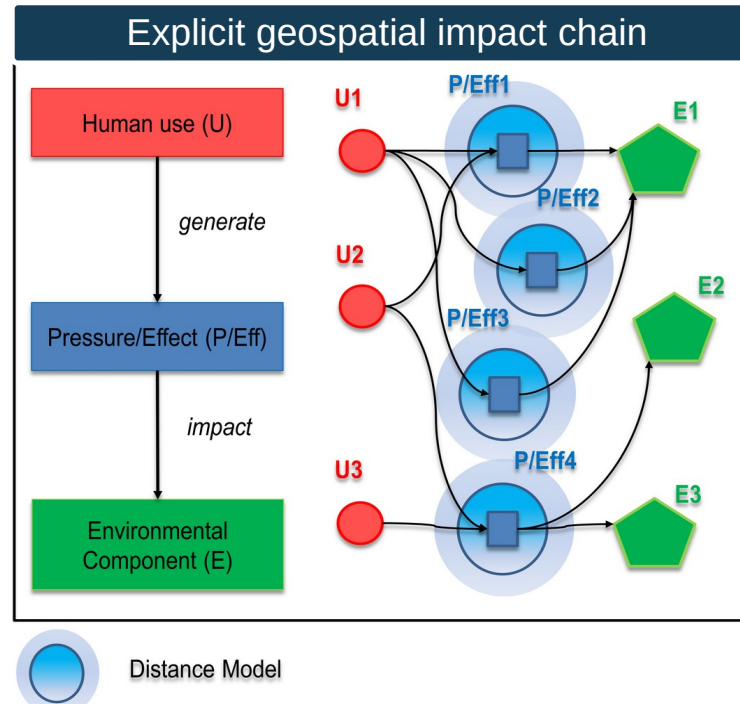 Explicit geospatial impact chain
Human use (U)
generate
Pressure/Effect (P/Eff)
impact
Environmental
Component (E)
U1
P/Eff1
E1
P/Eff2
U2
E2
P/Eff3
P/Eff4
U3
E3
Distance Model